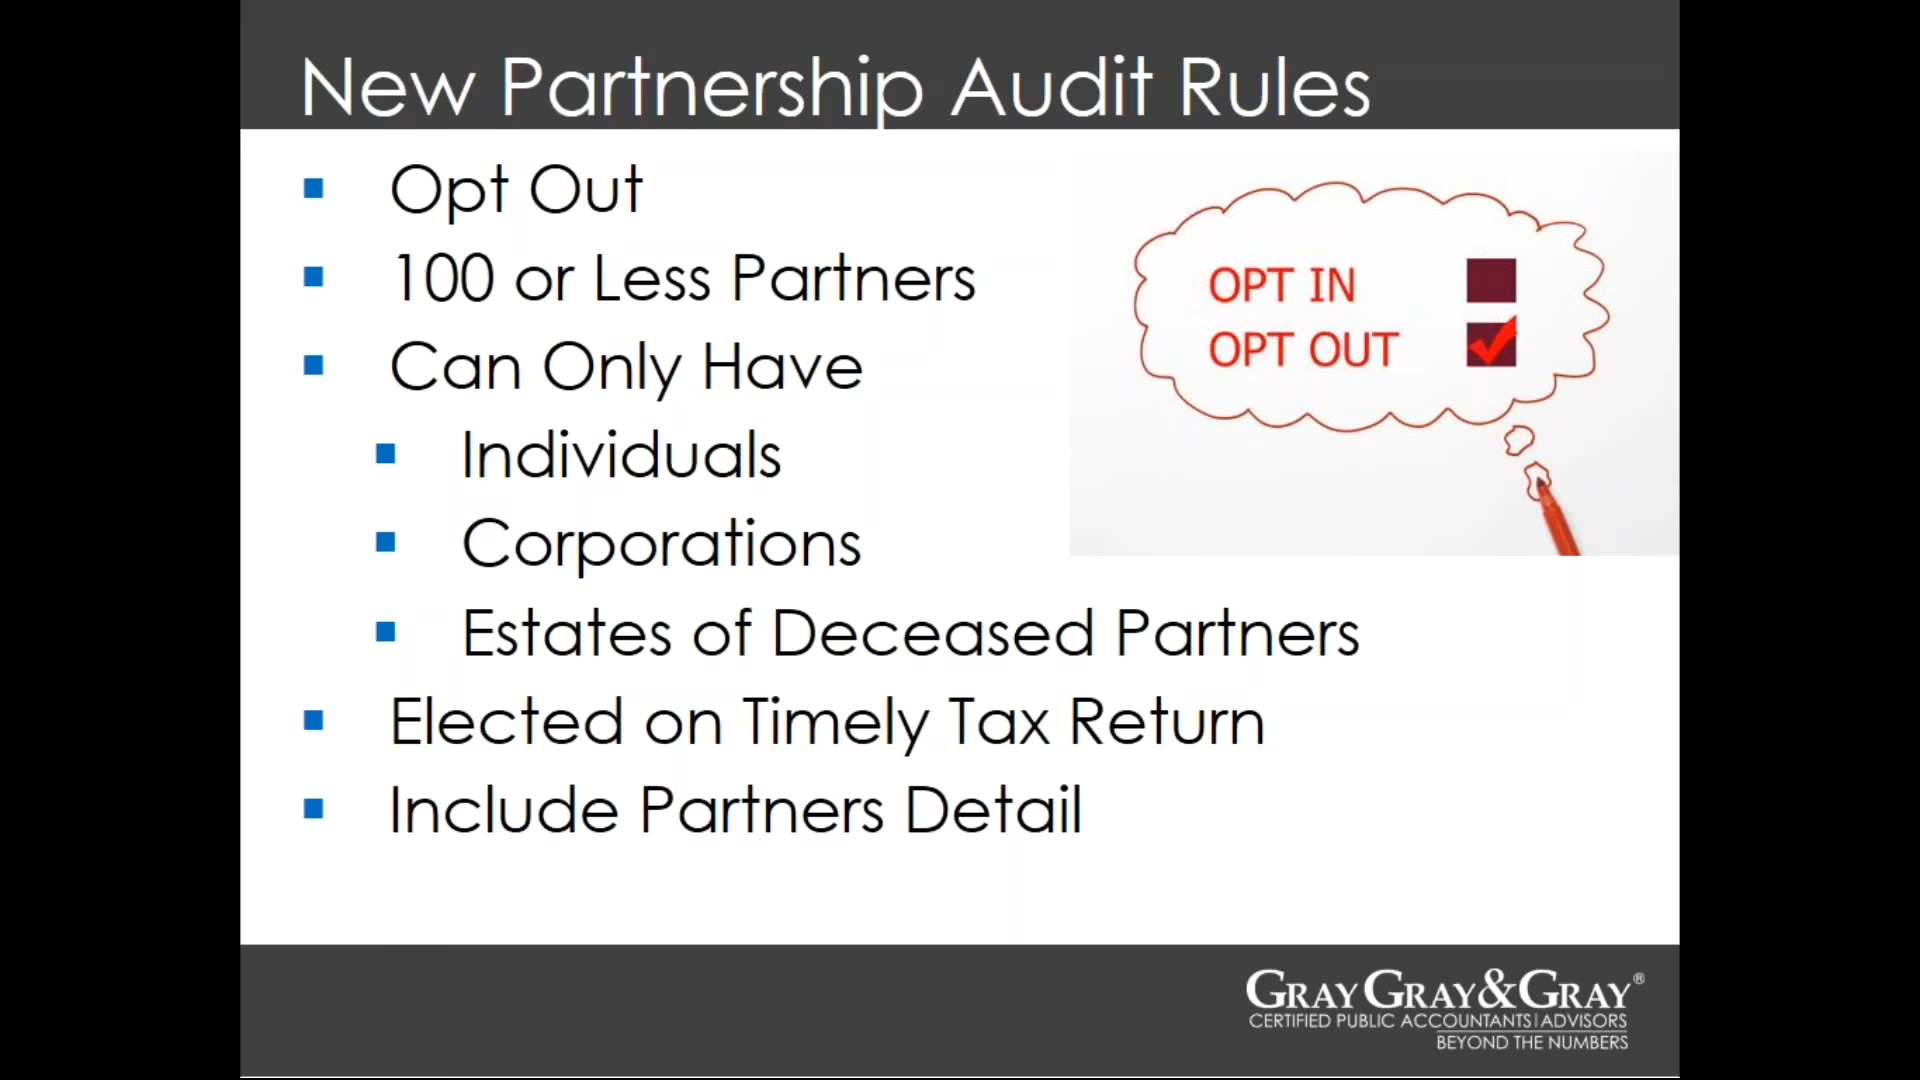 New Partnership Audit Rules
Opt Out
100 or Less Partners
Can Only Have
Individuals
Corporations
Estates of Deceased Partners
Elected on Timely Tax Return
Include Partners Detail
OPT IN
OPT OUT
GRAY GRAY & GRAY®
CERTIFIED PUBLIC ACCOUNTANTS | ADVISORS
BEYOND THE NUMBERS